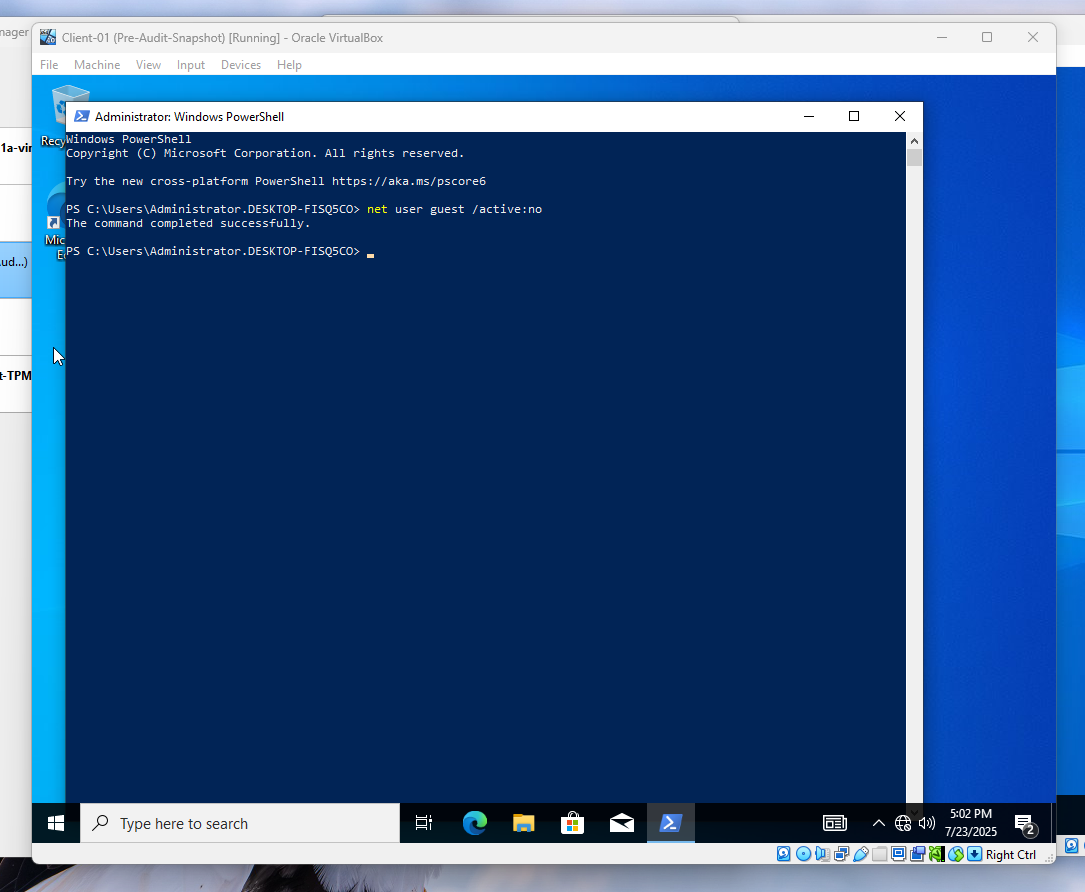 nager
Client-01 (Pre-Audit-Snapshot) [Running] - Oracle VirtualBox
File Machine View Input Devices Help
Administrator: Windows PowerShell
Recy
Windows PowerShell
Copyright (C) Microsoft Corporation. All rights reserved.
1a-vir
Try the new cross-platform PowerShell https://aka.ms/pscore6
PS C:\Users\Administrator.DESKTOP-FISQ5CO> net user guest /active:no
The command completed successfully.
Mic
PS C:\Users\Administrator.DESKTOP-FISQ5CO>
ud...)
t-TPM
Type here to search
5:02 PM
7/23/2025
2
Right Ctrl